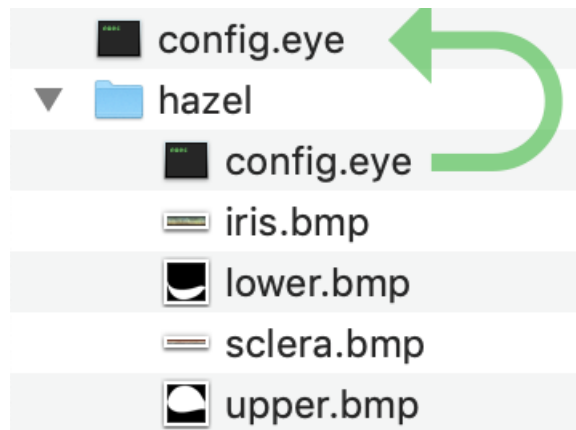 config.eye
hazel
config.eye
iris.bmp
lower.bmp
sclera.bmp
upper.bmp